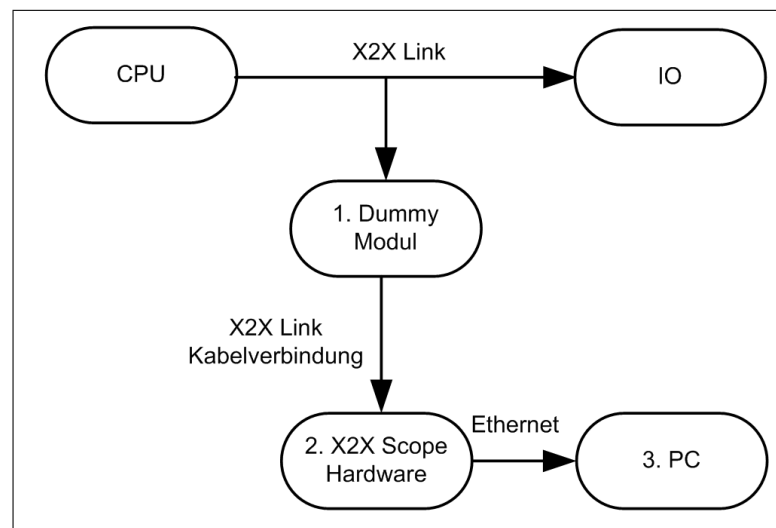 X2X Link
CPU
IO
1. Dummy
Modul
X2X Link
Kabelverbindung
Ethernet
2. X2X Scope
Hardware
3. PC